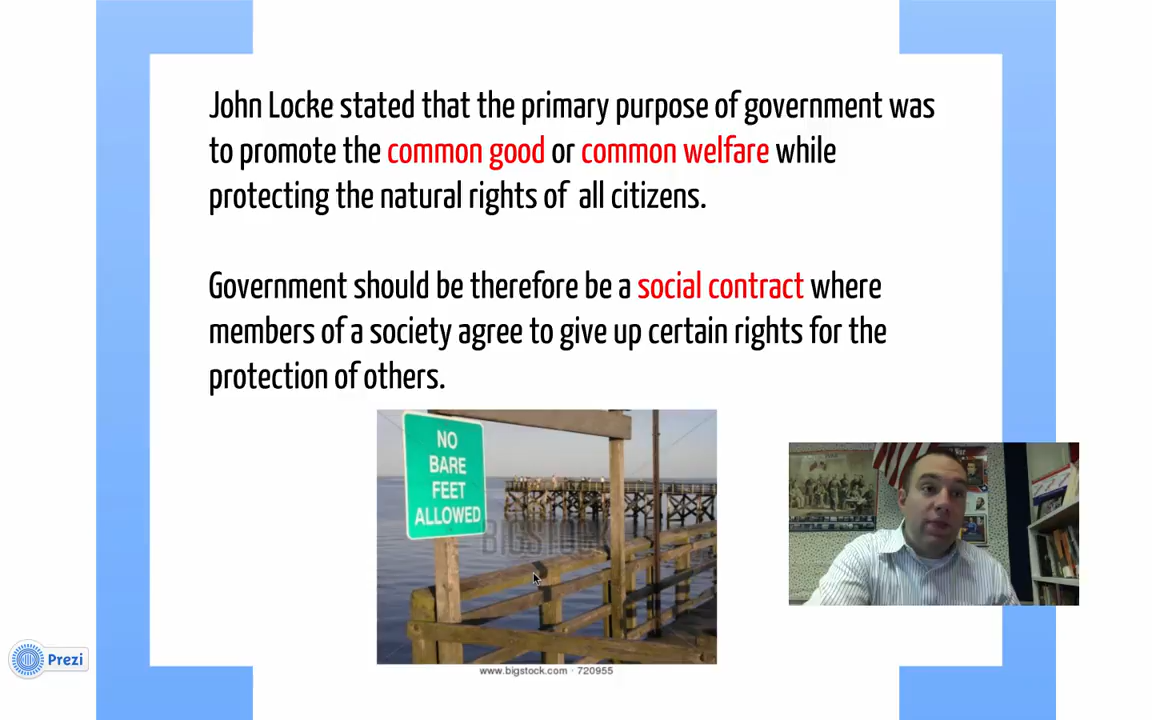 John Locke stated that the primary purpose of government was
to promote the common good or common welfare while
protecting the natural rights of all citizens.
Government should be therefore be a social contract where
members of a society agree to give up certain rights for the
protection of others.
NO
BARE
FEET
ALLOWED
BIGSTOCK
www.bigstock.com · 720955
Prezi